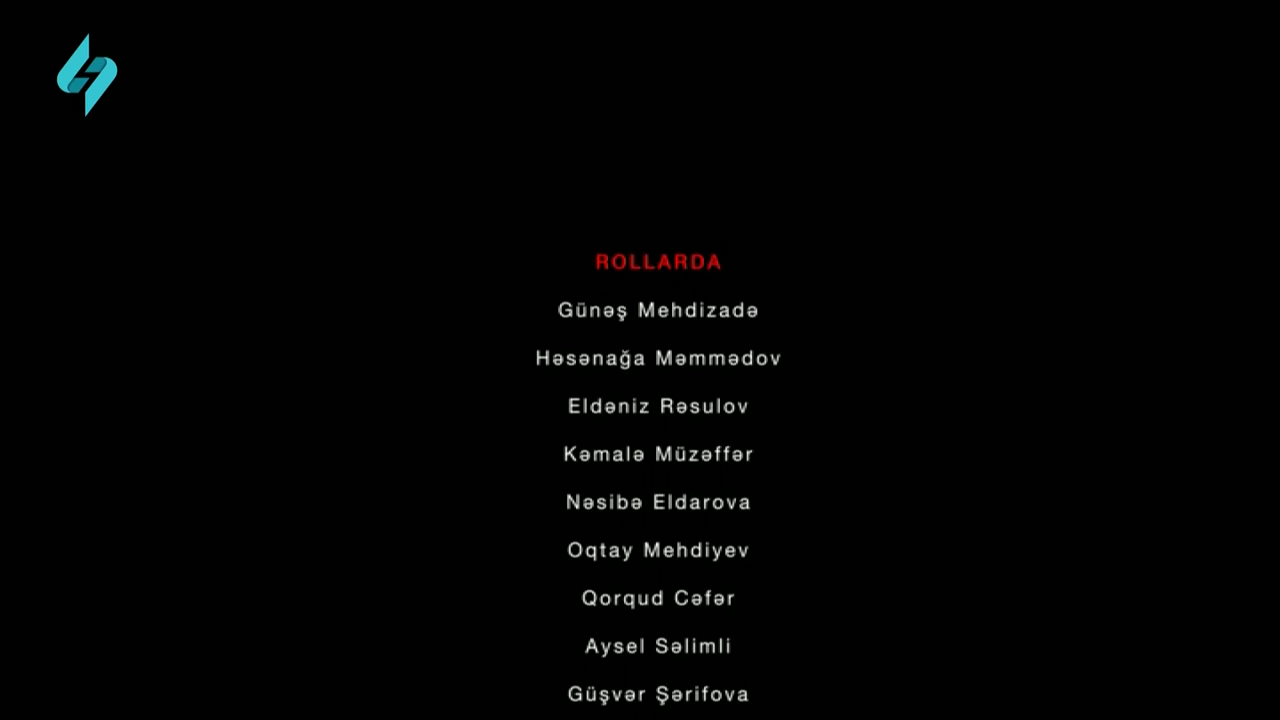 ROLLARDA
Günəş Mehdizadə
Həsənağa Məmmədov
Eldəniz Rəsulov
Kəmalə Müzəffər
Nəsibə Eldarova
Oqtay Mehdiyev
Qorqud Cəfər
Aysel Səlimli
Güşvər Şərifova